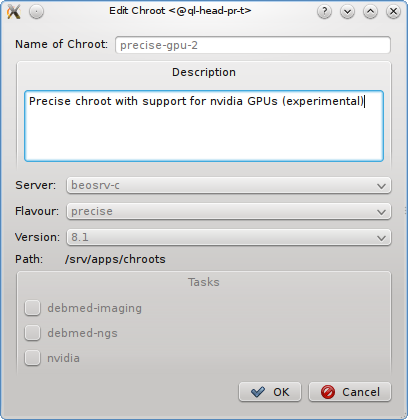 Edit Chroot <@ql-head-pr-t>
Name of Chroot: precise-gpu-2
Description
Precise chroot with support for nvidia GPUs (experimental)
Server: beosrv-c
Flavour: precise
Version: 8.1
Path: /srv/apps/chroots
Tasks
debmed-imaging
debmed-ngs
nvidia
OK Cancel